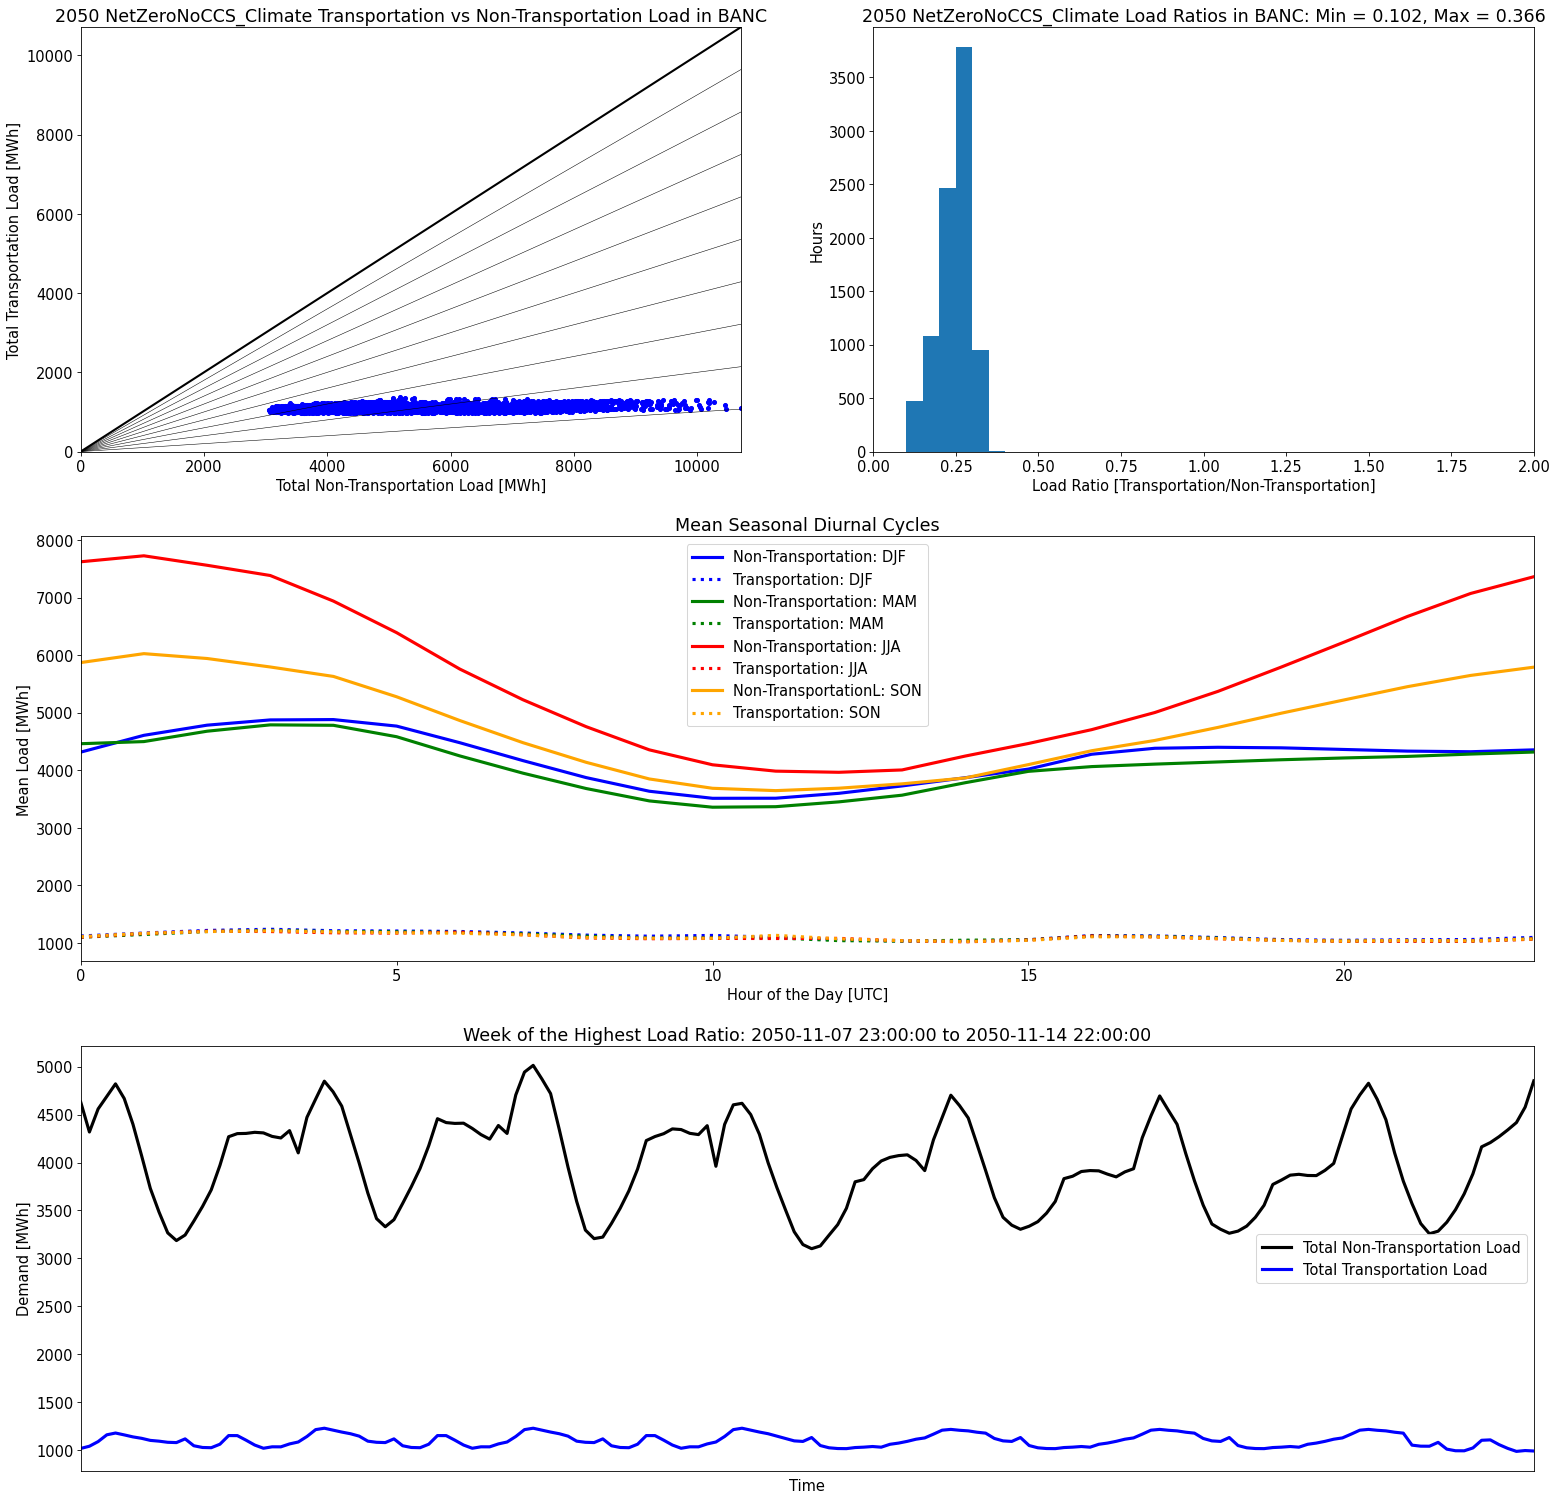 2050 NetZeroNoCCS_Climate Transportation vs Non-Transportation Load in BANC
Total Transportation Load [MWh]
10000
8000
6000
4000
2000
0
0 2000 4000 6000 8000 10000
Total Non-Transportation Load [MWh]
2050 NetZeroNoCCS_Climate Load Ratios in BANC: Min = 0.102, Max = 0.366
Hours
3500
3000
2500
2000
1500
1000
500
0
0.00 0.25 0.50 0.75 1.00 1.25 1.50 1.75 2.00
Load Ratio [Transportation/Non-Transportation]
Mean Seasonal Diurnal Cycles
Mean Load [MWh]
8000
7000
6000
5000
4000
3000
2000
1000
Non-Transportation: DJF
Transportation: DJF
Non-Transportation: MAM
Transportation: MAM
Non-Transportation: JJA
Transportation: JJA
Non-TransportationL: SON
Transportation: SON
0 5 10 15 20
Hour of the Day [UTC]
Week of the Highest Load Ratio: 2050-11-07 23:00:00 to 2050-11-14 22:00:00
Demand [MWh]
5000
4500
4000
3500
3000
2500
2000
1500
1000
Total Non-Transportation Load
Total Transportation Load
Time